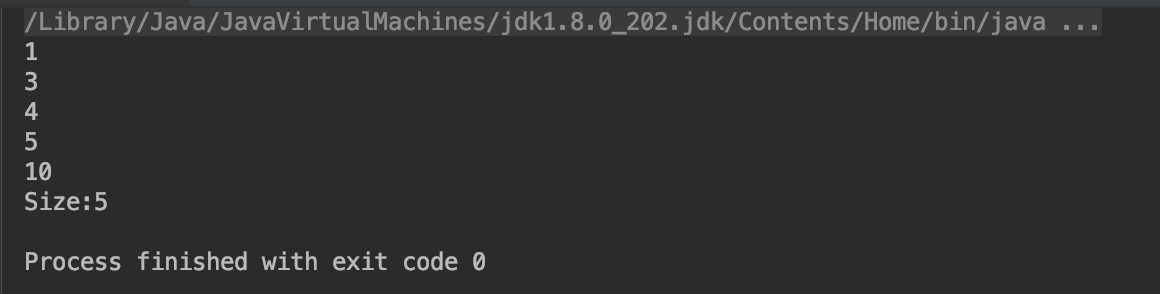 /Library/Java/JavaVirtualMachines/jdk1.8.0_202.jdk/Contents/Home/bin/java ...
1
3
4
5
10
Size:5
Process finished with exit code 0